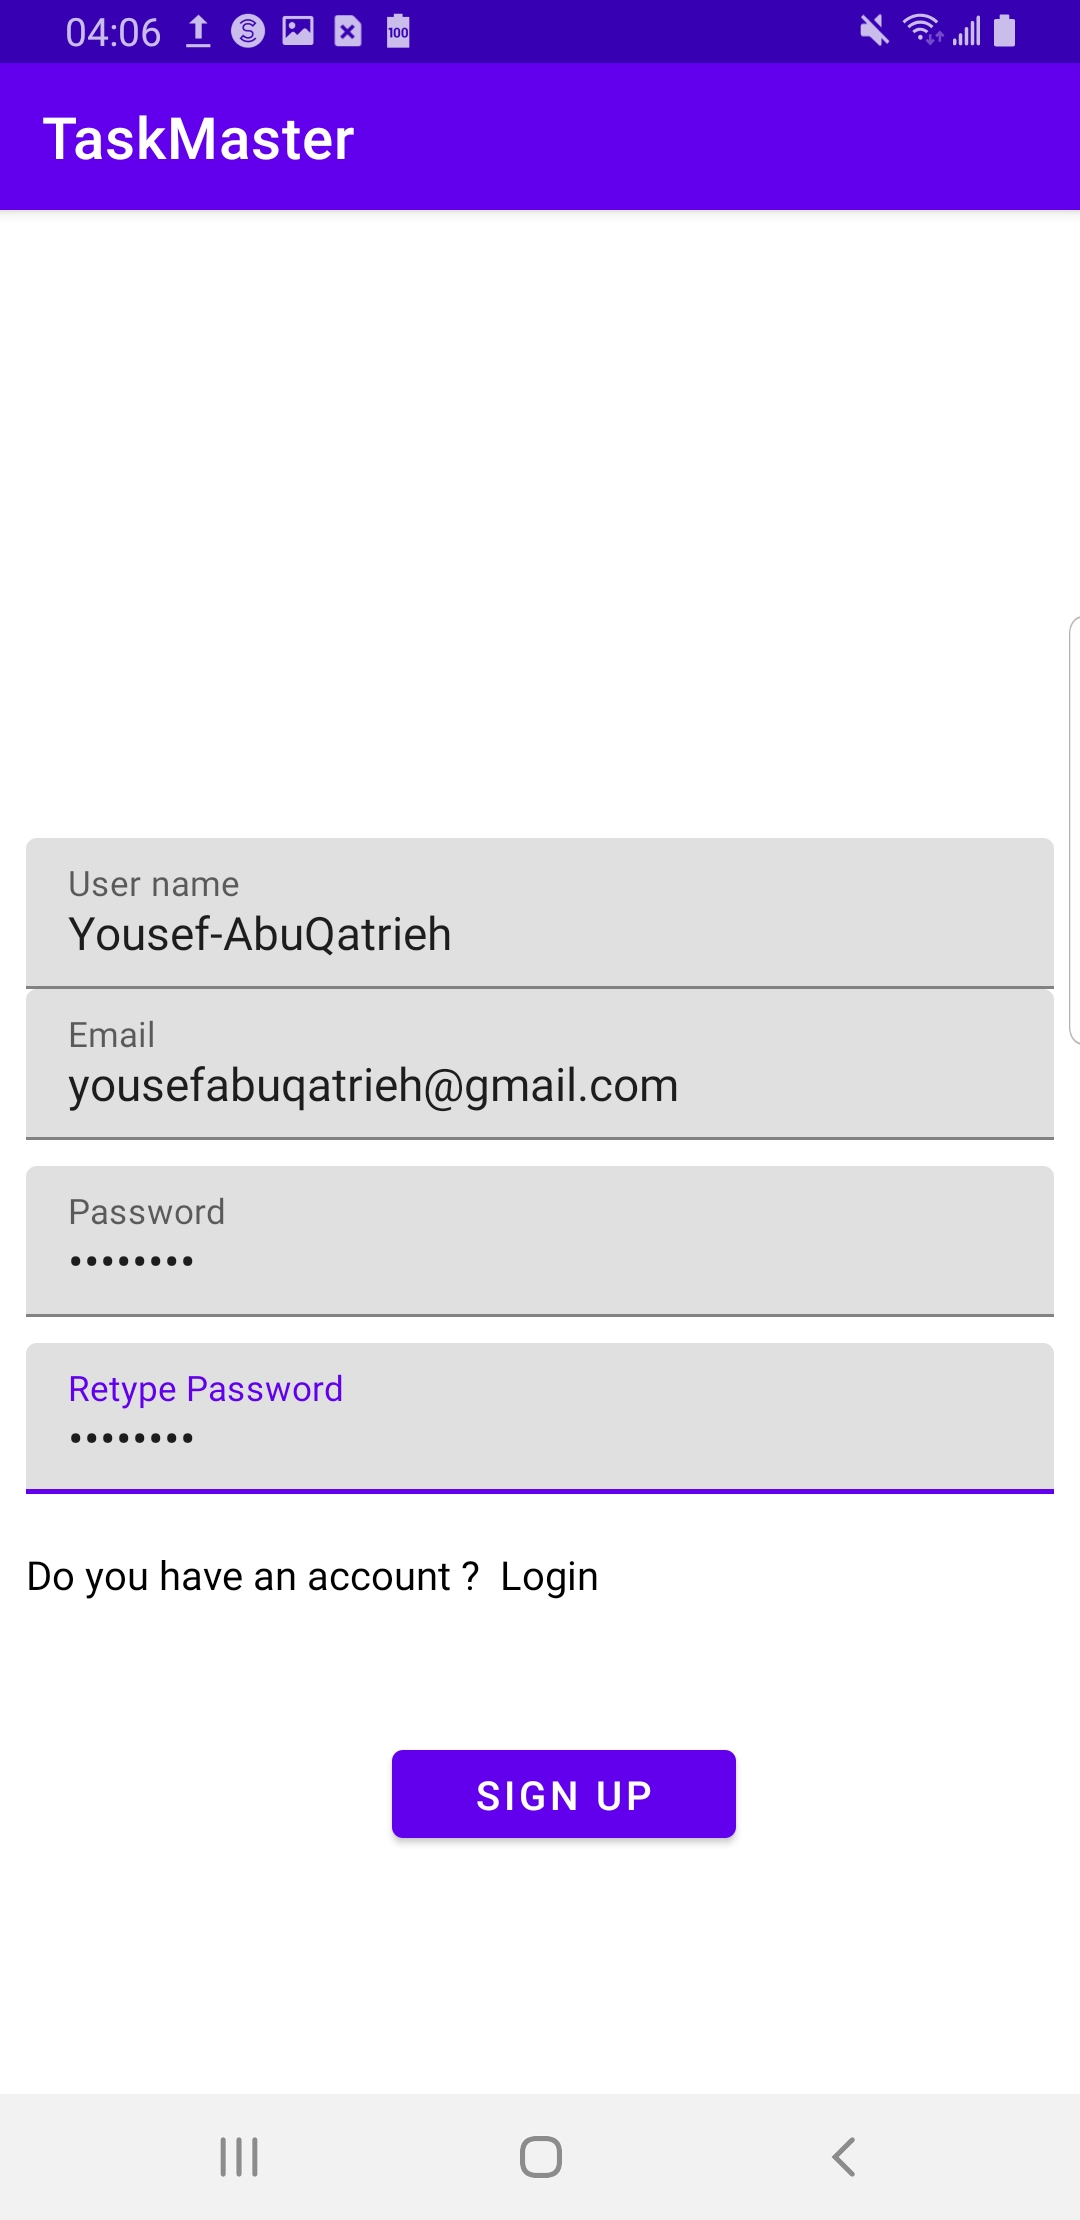 04:06
100
TaskMaster
User name
Yousef-AbuQatrieh
Email
yousefabuqatrieh@gmail.com
Password
••••••••
Retype Password
••••••••
Do you have an account ? Login
SIGN UP